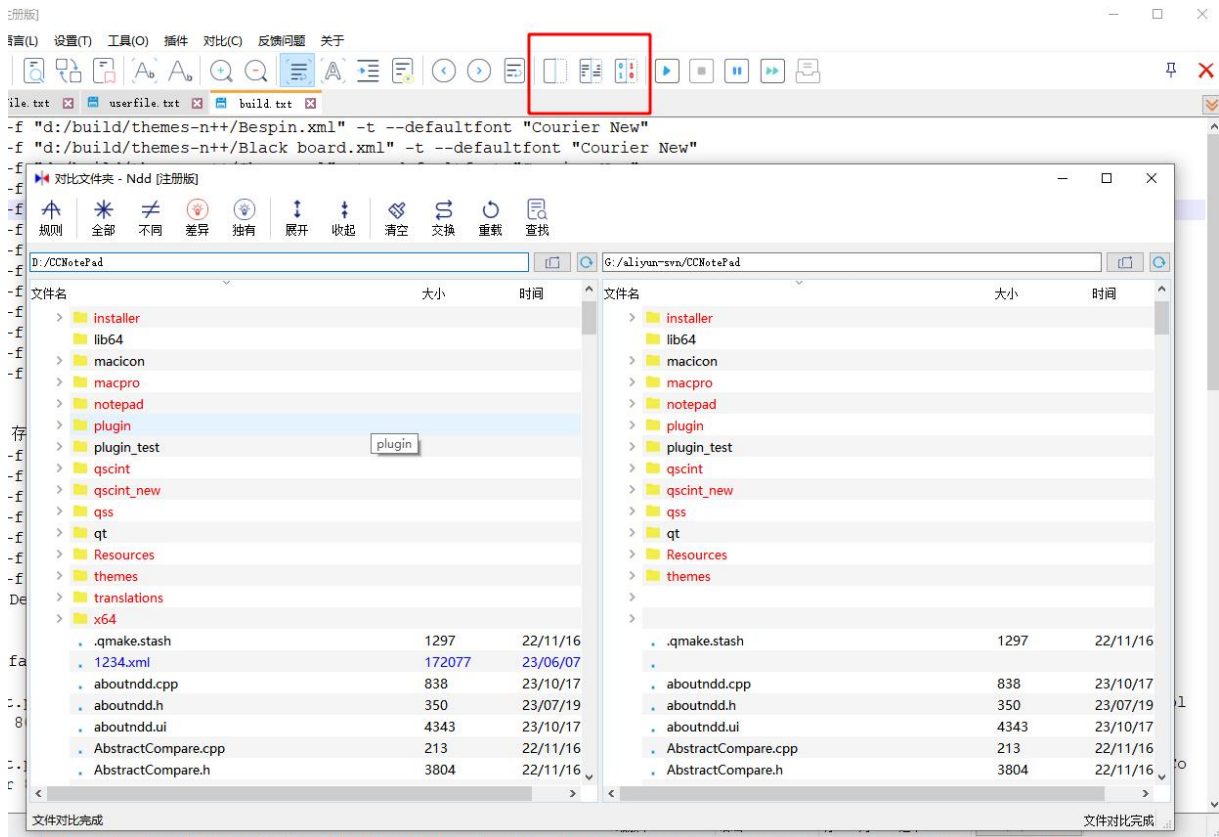 注册版]
言(L) 设置(T) 工具(O) 插件 对比(C) 反馈问题 关于
ile.txt userfile.txt build.txt
-f "d:/build/themes-n++/Bespin.xml" -t --defaultfont "Courier New"
-f "d:/build/themes-n++/Black board.xml" -t --defaultfont "Courier New"
对比文件夹 - Ndd [注册版]
规则 全部 不同 差异 独有 展开 收起 清空 交换 重载 查找
D:/CCNotePad G:/aliyun-svn/CCNotePad
文件名 大小 时间 文件名 大小 时间
installer installer
lib64 lib64
macicon macicon
macpro macpro
notepad notepad
plugin plugin
plugin_test plugin plugin_test
qscint qscint
qscint_new qscint_new
qss qss
qt qt
Resources Resources
themes themes
translations
x64
.qmake.stash 1297 22/11/16 .qmake.stash 1297 22/11/16
1234.xml 172077 23/06/07
aboutndd.cpp 838 23/10/17 aboutndd.cpp 838 23/10/17
aboutndd.h 350 23/07/19 aboutndd.h 350 23/07/19
aboutndd.ui 4343 23/10/17 aboutndd.ui 4343 23/10/17
AbstractCompare.cpp 213 22/11/16 AbstractCompare.cpp 213 22/11/16
AbstractCompare.h 3804 22/11/16 AbstractCompare.h 3804 22/11/16
文件对比完成 文件对比完成